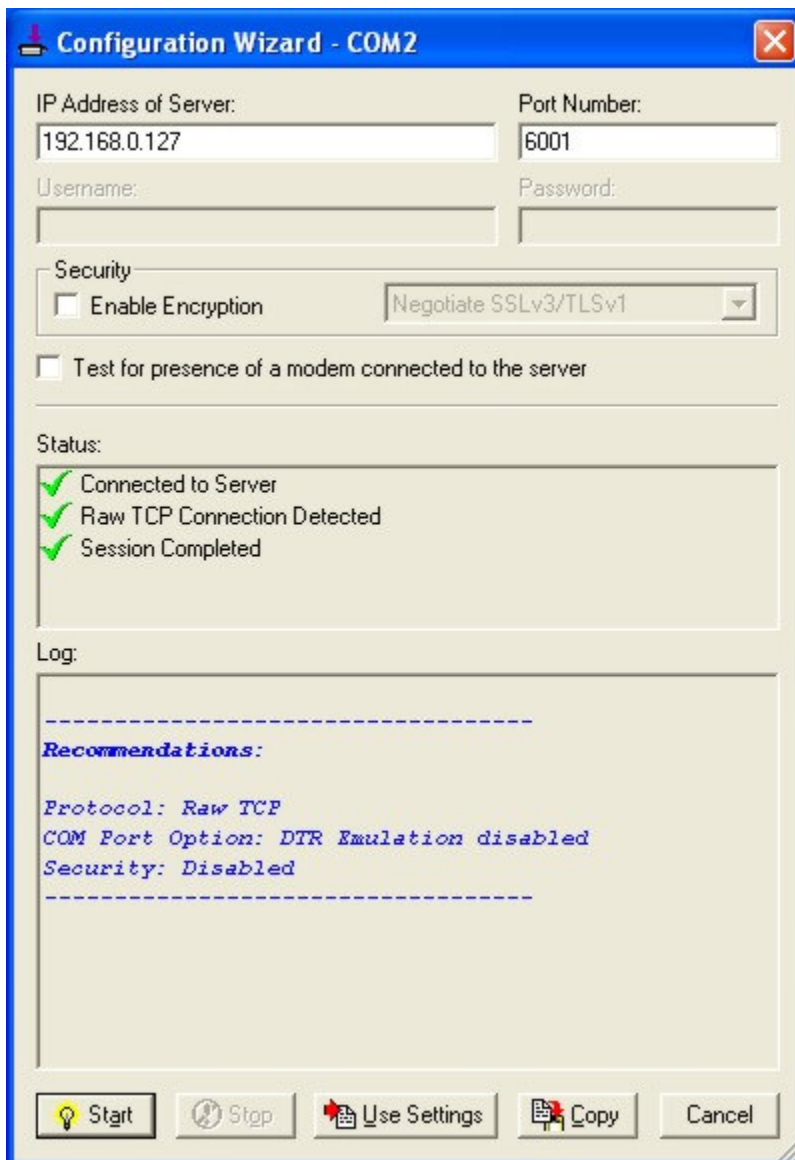 Configuration Wizard - COM2
IP Address of Server: Port Number:
192.168.0.127 6001
Username: Password:
Security
Enable Encryption Negotiate SSLv3/TLSv1
Test for presence of a modem connected to the server
Status:
Connected to Server
Raw TCP Connection Detected
Session Completed
Log:
-----------------------------------
Recommendations:
Protocol: Raw TCP
COM Port Option: DTR Emulation disabled
Security: Disabled
-----------------------------------
Start Stop Use Settings Copy Cancel